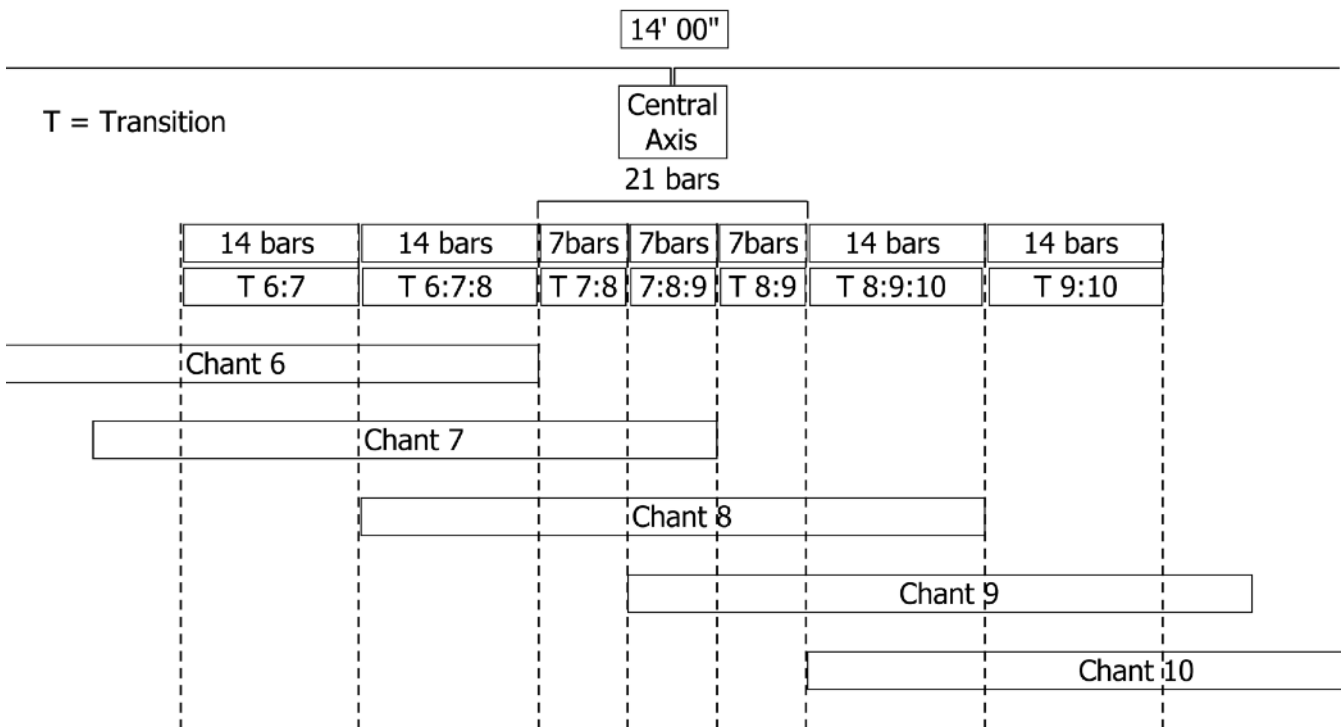 14' 00"
Central
Axis
T = Transition
21 bars
14 bars 14 bars 7bars 7bars 7bars 14 bars 14 bars
T 6:7 T 6:7:8 T 7:8 7:8:9 T 8:9 T 8:9:10 T 9:10
Chant 6
Chant 7
Chant 8
Chant 9
Chant 10